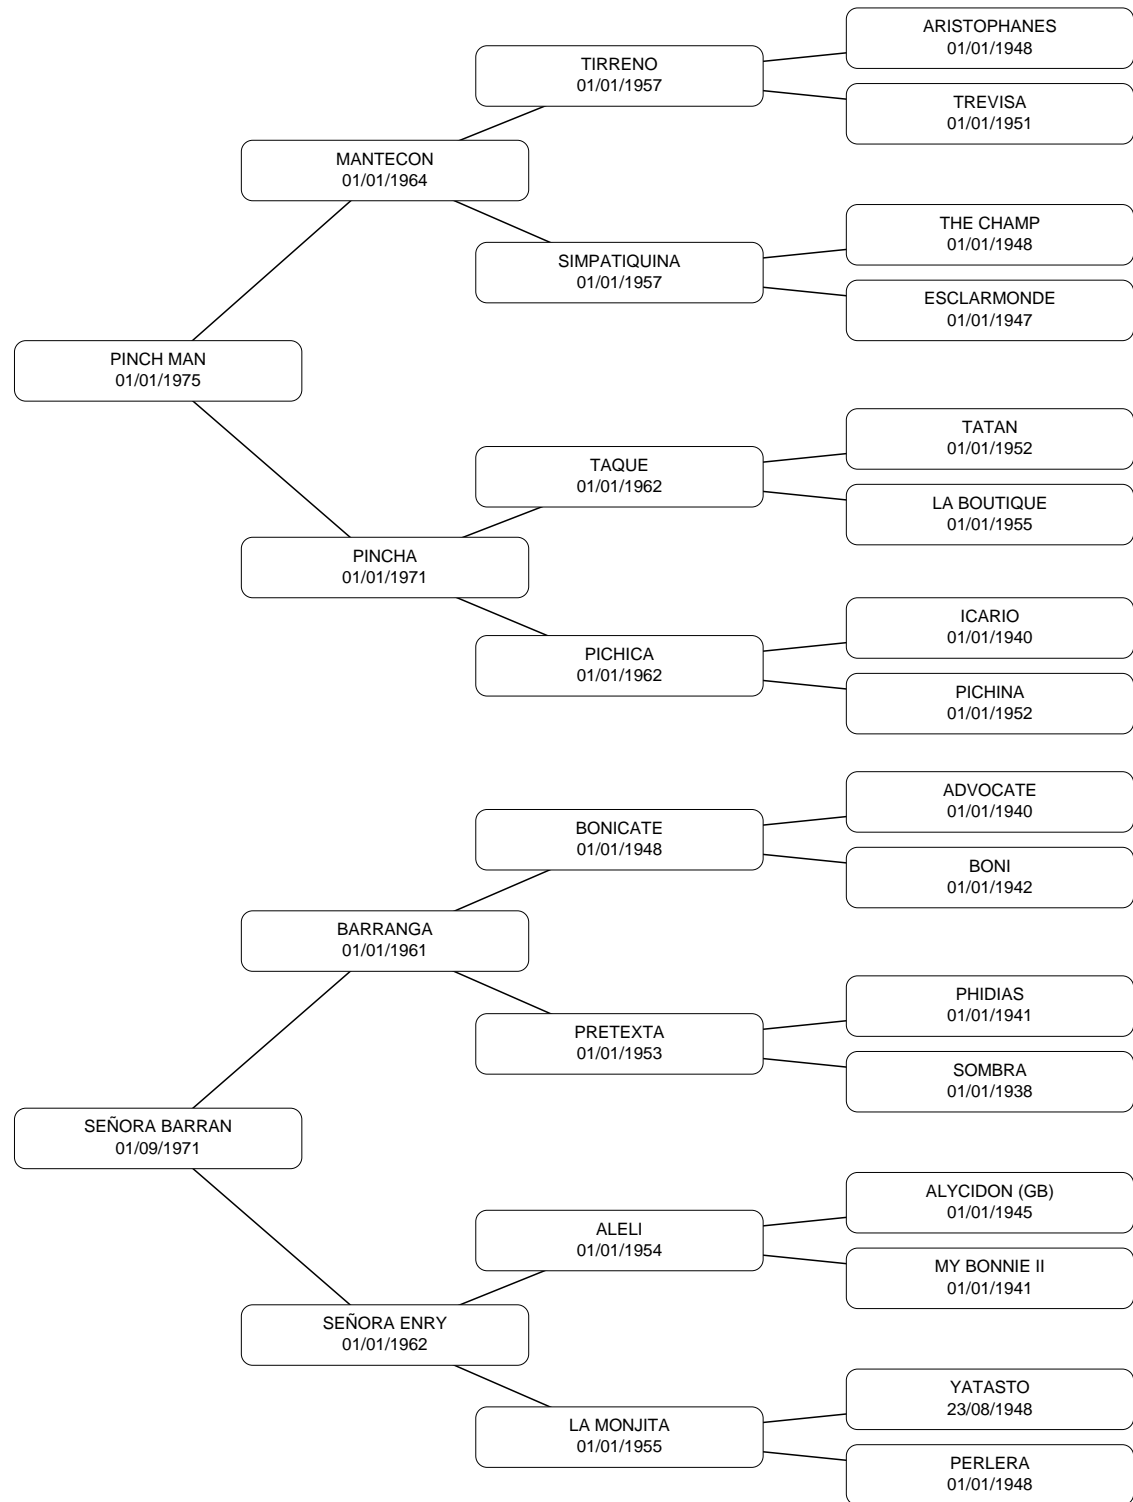 ARISTOPHANES
01/01/1948
TIRRENO
01/01/1957
TREVISA
01/01/1951
MANTECON
01/01/1964
THE CHAMP
01/01/1948
SIMPATIQUINA
01/01/1957
ESCLARMONDE
01/01/1947
PINCH MAN
01/01/1975
TATAN
01/01/1952
TAQUE
01/01/1962
LA BOUTIQUE
01/01/1955
PINCHA
01/01/1971
ICARIO
01/01/1940
PICHICA
01/01/1962
PICHINA
01/01/1952
ADVOCATE
01/01/1940
BONICATE
01/01/1948
BONI
01/01/1942
BARRANGA
01/01/1961
PHIDIAS
01/01/1941
PRETEXTA
01/01/1953
SOMBRA
01/01/1938
SEÑORA BARRAN
01/09/1971
ALYCIDON (GB)
01/01/1945
ALELI
01/01/1954
MY BONNIE II
01/01/1941
SEÑORA ENRY
01/01/1962
YATASTO
23/08/1948
LA MONJITA
01/01/1955
PERLERA
01/01/1948